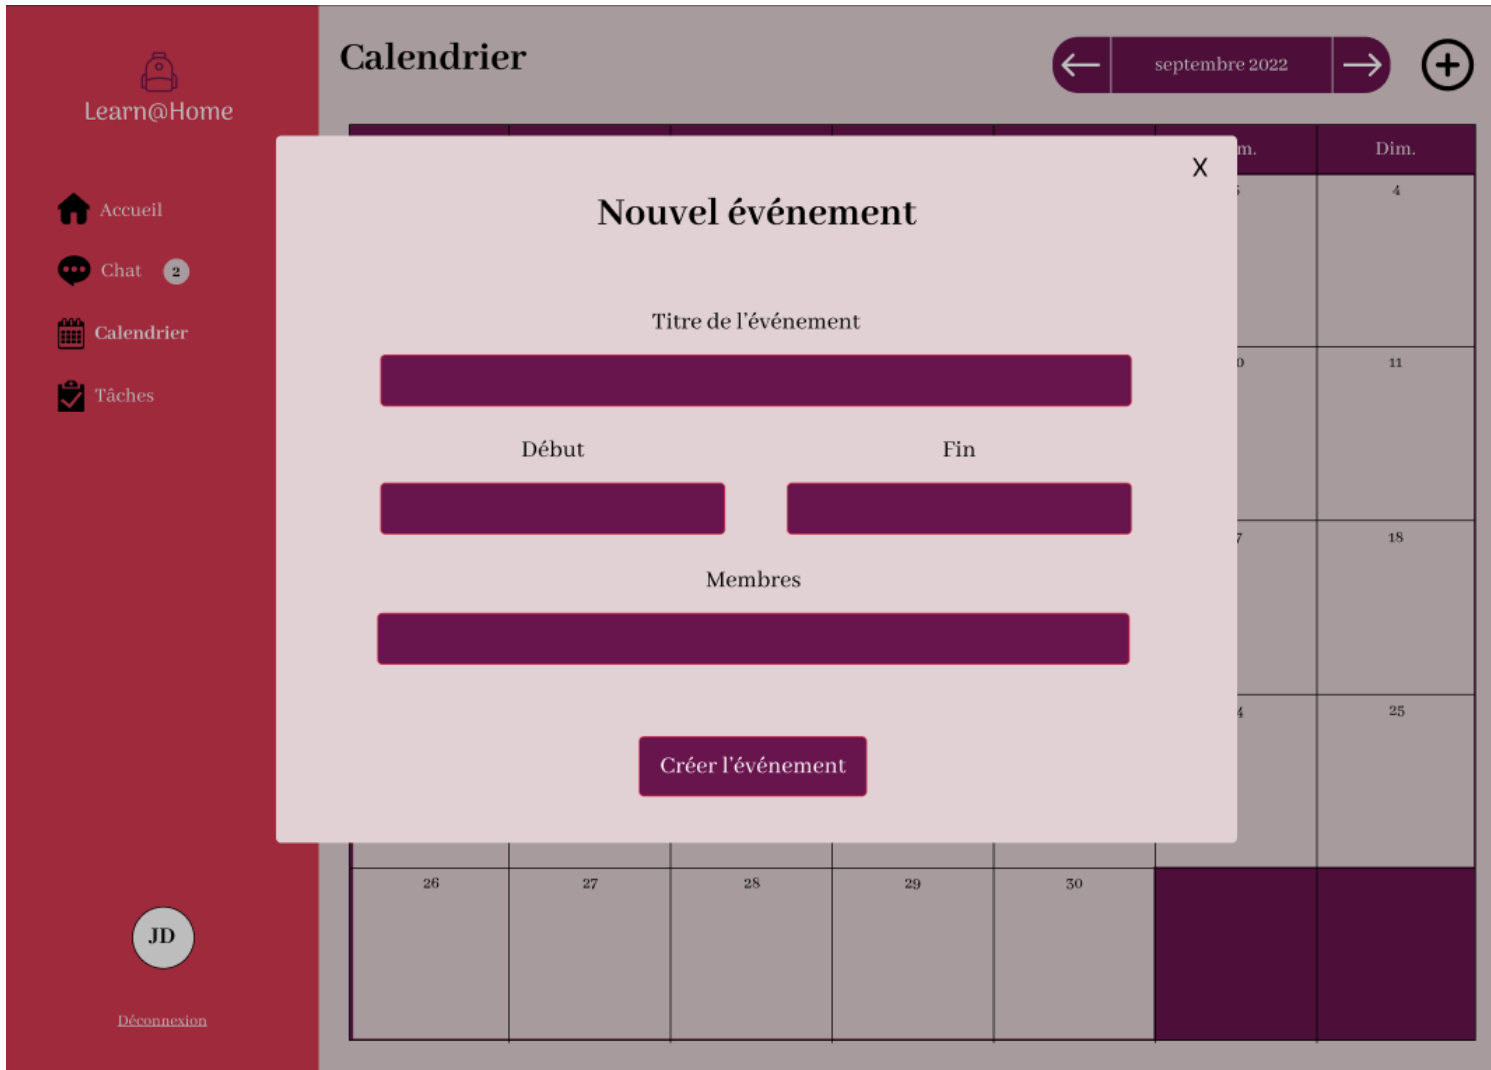 Learn@Home
Accueil
Chat 2
Calendrier
Tâches
JD
Déconnexion
Calendrier
septembre 2022
Dim.
4
11
18
25
26 27 28 29 30
X
Nouvel événement
Titre de l'événement
Début Fin
Membres
Créer l'événement